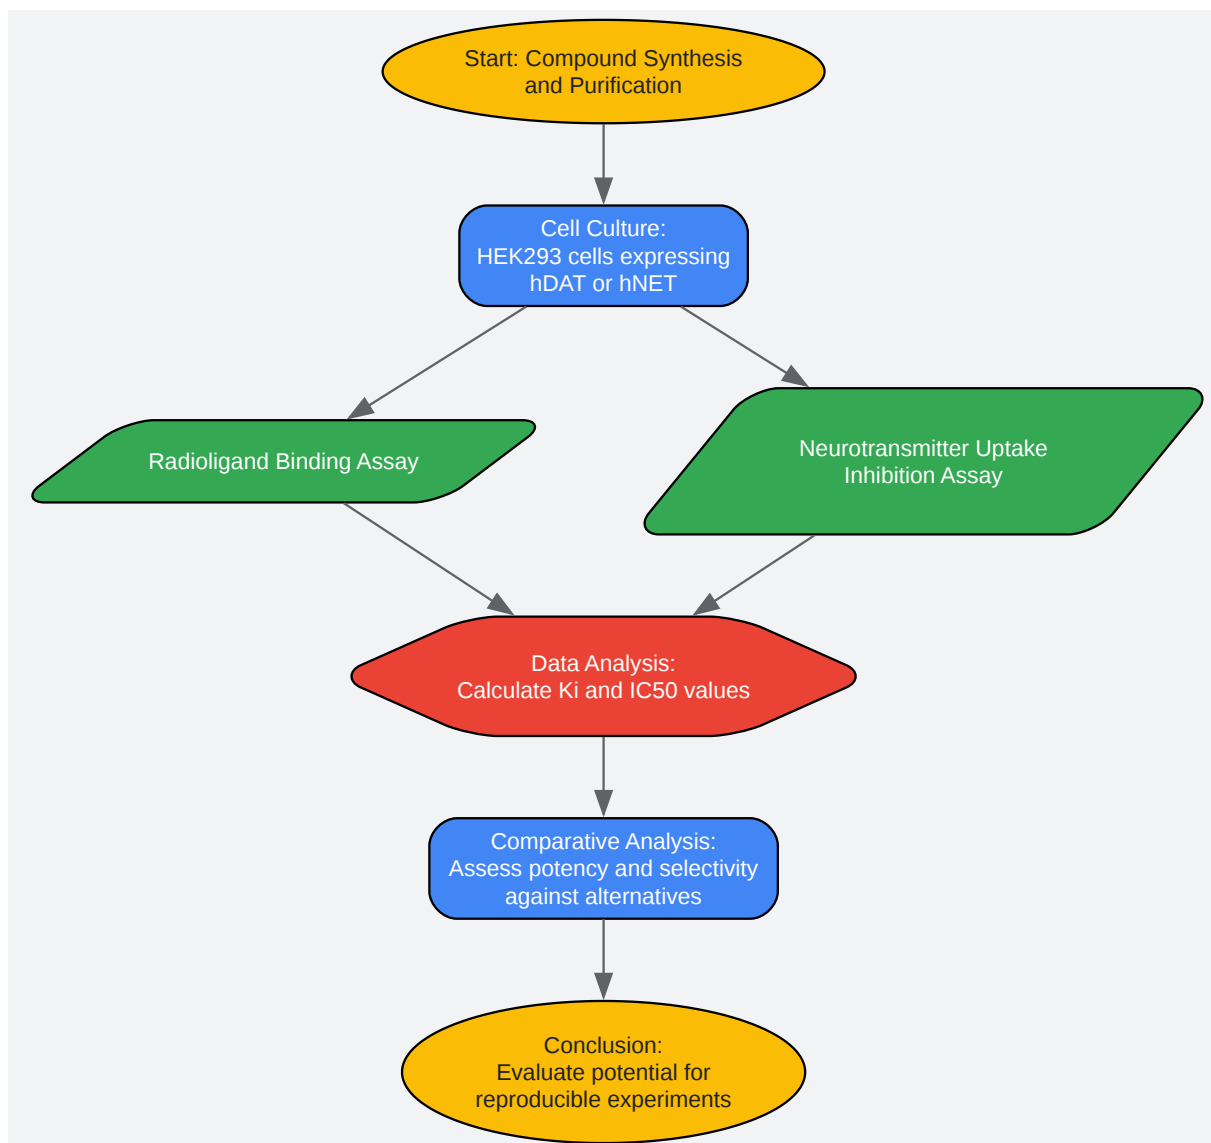 Start: Compound Synthesis
and Purification
Cell Culture:
HEK293 cells expressing
hDAT or hNET
Radioligand Binding Assay
Neurotransmitter Uptake
Inhibition Assay
Data Analysis:
Calculate Ki and IC50 values
Comparative Analysis:
Assess potency and selectivity
against alternatives
Conclusion:
Evaluate potential for
reproducible experiments